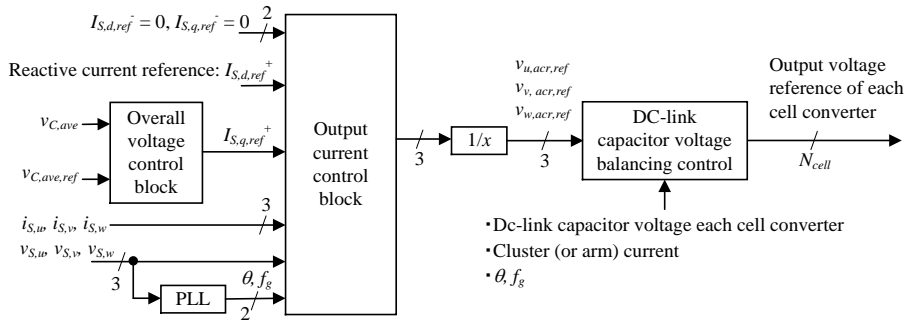 I_{S,d,ref}^- = 0, I_{S,q,ref}^- = 0
2
Reactive current reference: I_{S,d,ref}^+
v_{C,ave}
v_{C,ave,ref}
Overall
voltage
control
block
I_{S,q,ref}^+
i_{S,u}, i_{S,v}, i_{S,w}
3
v_{S,u}, v_{S,v}, v_{S,w}
3
PLL
θ, f_g
2
Output
current
control
block
3
1/x
v_{u,acr,ref}
v_{v, acr,ref}
v_{w,acr,ref}
3
DC-link
capacitor voltage
balancing control
Output voltage
reference of each
cell converter
N_{cell}
・Dc-link capacitor voltage each cell converter
・Cluster (or arm) current
・θ, f_g